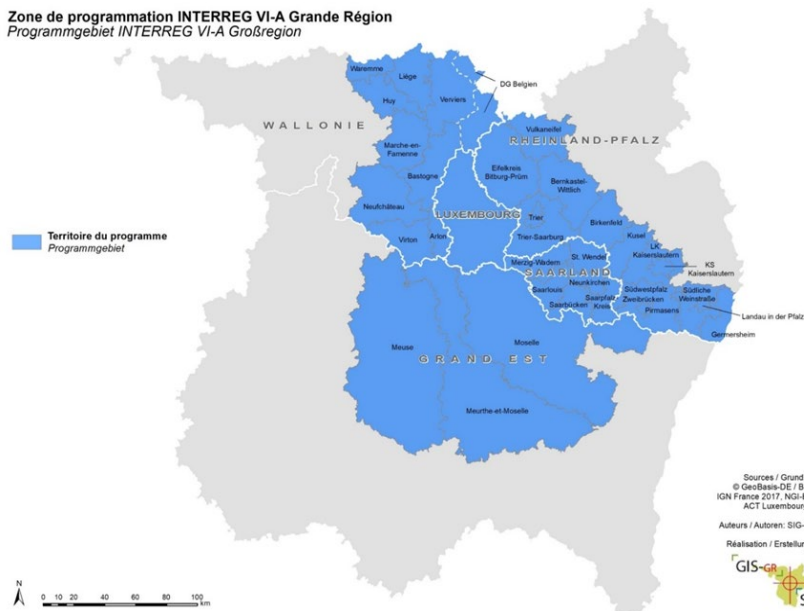 Zone de programmation INTERREG VI-A Grande Région
Programmgebiet INTERREG VI-A Großregion
Waremme
Liège
DG Belgien
Huy
Verviers
WALLONIE
Vulkaneifel
RHEINLAND-PFALZ
Marche-en-
Famenne
Eifelkreis
Bitburg-Prüm
Bastogne
Bernkastel-
Wittlich
Neufchâteau
LUXEMBOURG
Trier
Birkenfeld
Territoire du programme
Programmgebiet
Virton
Arlon
Trier-Saarburg
Kusel
LK
Kaiserslautern
KS
Kaiserslautern
Merzig-Wadern
St. Wendel
SAARLAND
Neunkirchen
Saarlouis
Saarpfalz
Kreis
Saarbücken
Südwestpfalz
Zweibrücken
Pirmasens
Südliche
Weinstraße
Landau in der Pfalz
Germersheim
Meuse
Moselle
GRAND EST
Meurthe-et-Moselle
Sources / Grund
© GeoBasis-DE / B
IGN France 2017, NGI-
ACT Luxembour
Auteurs / Autoren: SIG-
Réalisation / Erstellur
GIS-GR
N
0 10 20 40 60 80 100
km